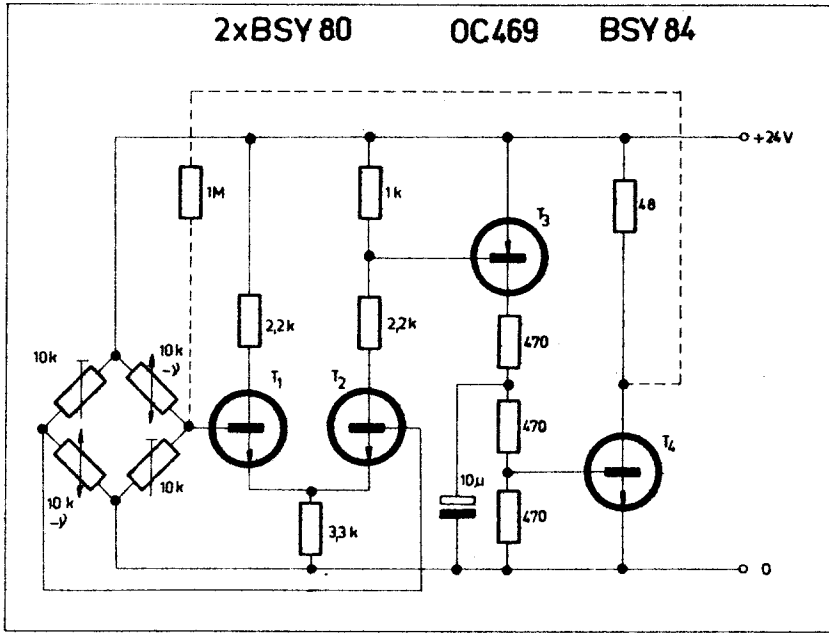 2xBSY 80 OC469 BSY 84
+24V
1M
1k
T3
48
2,2k
2,2k
470
10k
10k
-ϑ
T1
T2
470
T4
10k
-ϑ
10k
10µ
470
3,3k
0